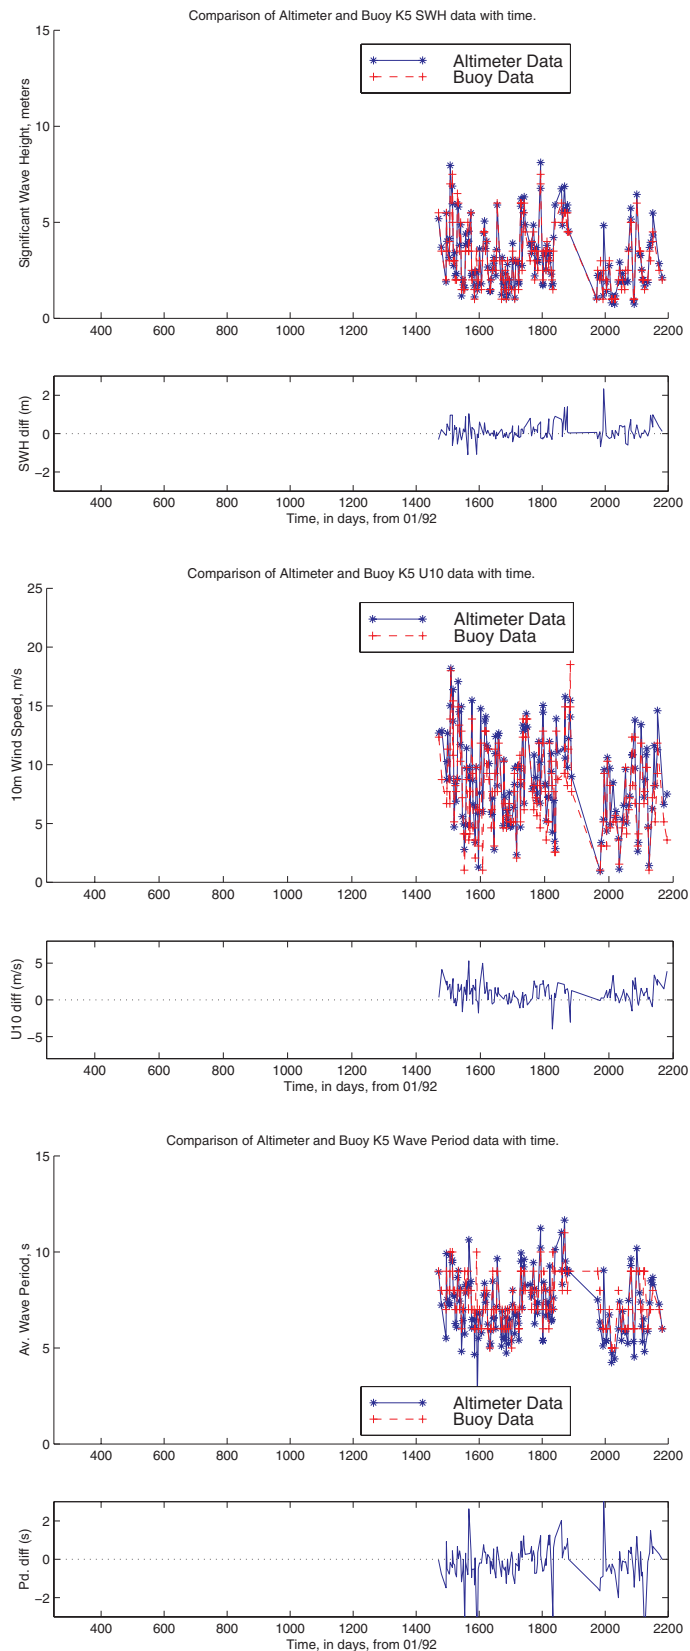 Comparison of Altimeter and Buoy K5 SWH data with time.
15
10
5
0
Significant Wave Height, meters
Altimeter Data
Buoy Data
400 600 800 1000 1200 1400 1600 1800 2000 2200
2
0
−2
SWH diff (m)
400 600 800 1000 1200 1400 1600 1800 2000 2200
Time, in days, from 01/92
Comparison of Altimeter and Buoy K5 U10 data with time.
25
20
15
10
5
0
10m Wind Speed, m/s
Altimeter Data
Buoy Data
400 600 800 1000 1200 1400 1600 1800 2000 2200
5
0
−5
U10 diff (m/s)
400 600 800 1000 1200 1400 1600 1800 2000 2200
Time, in days, from 01/92
Comparison of Altimeter and Buoy K5 Wave Period data with time.
15
10
5
0
Av. Wave Period, s
Altimeter Data
Buoy Data
400 600 800 1000 1200 1400 1600 1800 2000 2200
2
0
−2
Pd. diff (s)
400 600 800 1000 1200 1400 1600 1800 2000 2200
Time, in days, from 01/92